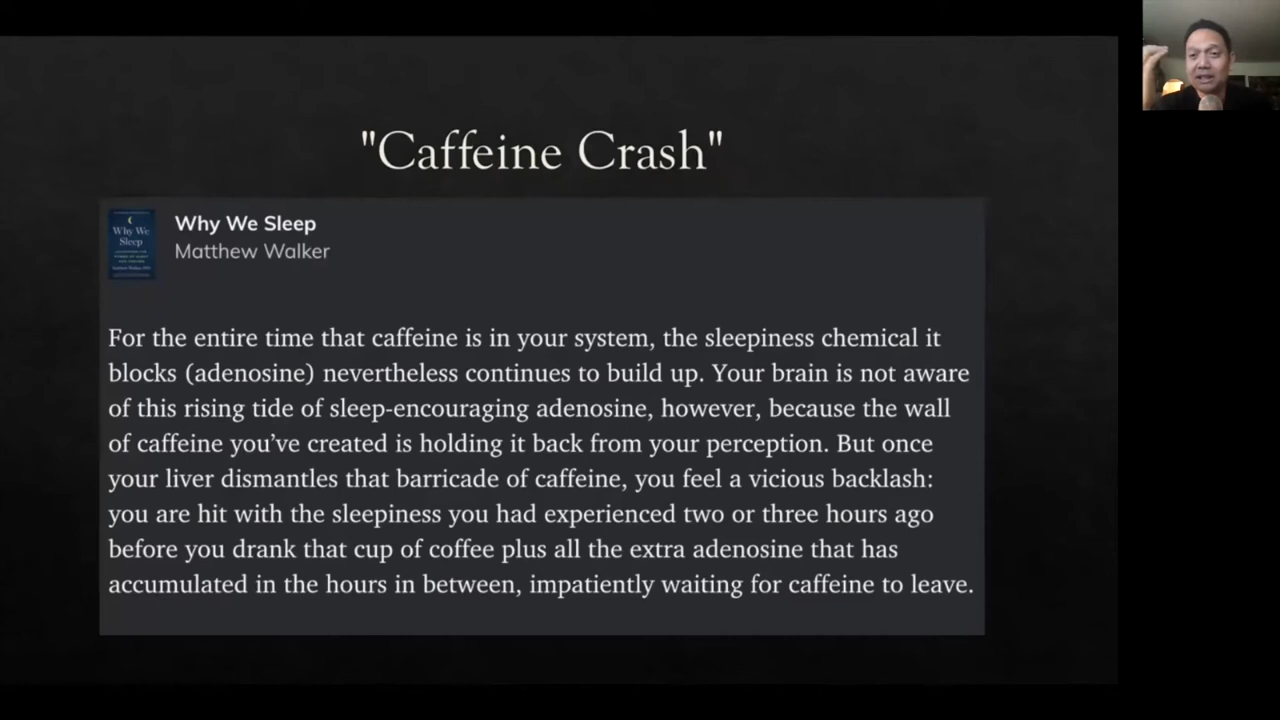 "Caffeine Crash"
Why We Sleep
Matthew Walker
Why We
Sleep
For the entire time that caffeine is in your system, the sleepiness chemical it
blocks (adenosine) nevertheless continues to build up. Your brain is not aware
of this rising tide of sleep-encouraging adenosine, however, because the wall
of caffeine you’ve created is holding it back from your perception. But once
your liver dismantles that barricade of caffeine, you feel a vicious backlash:
you are hit with the sleepiness you had experienced two or three hours ago
before you drank that cup of coffee plus all the extra adenosine that has
accumulated in the hours in between, impatiently waiting for caffeine to leave.